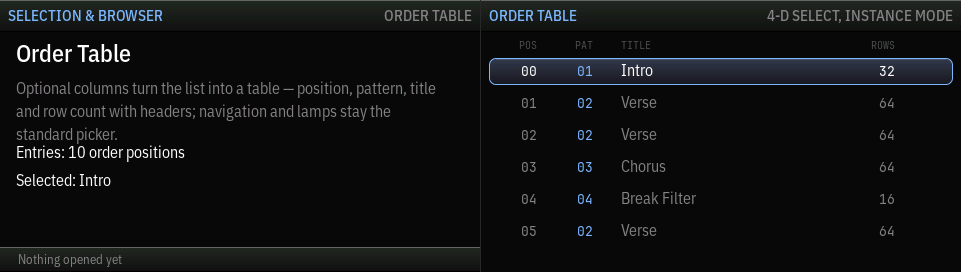 SELECTION & BROWSER
ORDER TABLE
Order Table
Optional columns turn the list into a table — position, pattern, title
and row count with headers; navigation and lamps stay the
standard picker.
Entries: 10 order positions
Selected: Intro
Nothing opened yet
ORDER TABLE
4-D SELECT, INSTANCE MODE
POS PAT TITLE ROWS
00 01 Intro 32
01 02 Verse 64
02 02 Verse 64
03 03 Chorus 64
04 04 Break Filter 16
05 02 Verse 64